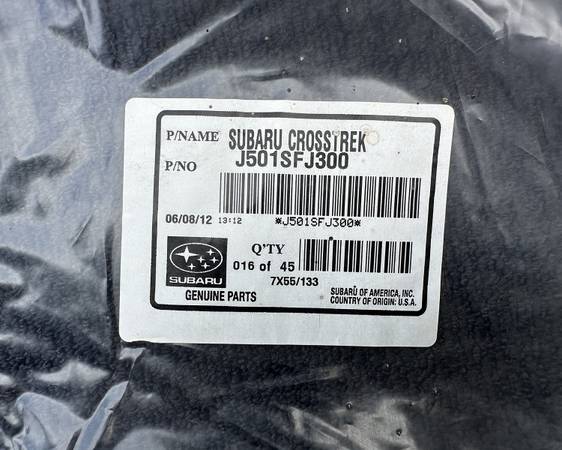 P/NAME SUBARU CROSSTREK
P/NO J501SFJ300
06/08/12 13:12 *J501SFJ300*
Q'TY
016 of 45
SUBARU
7X55/133
GENUINE PARTS
SUBARU OF AMERICA, INC.
COUNTRY OF ORIGIN: U.S.A.